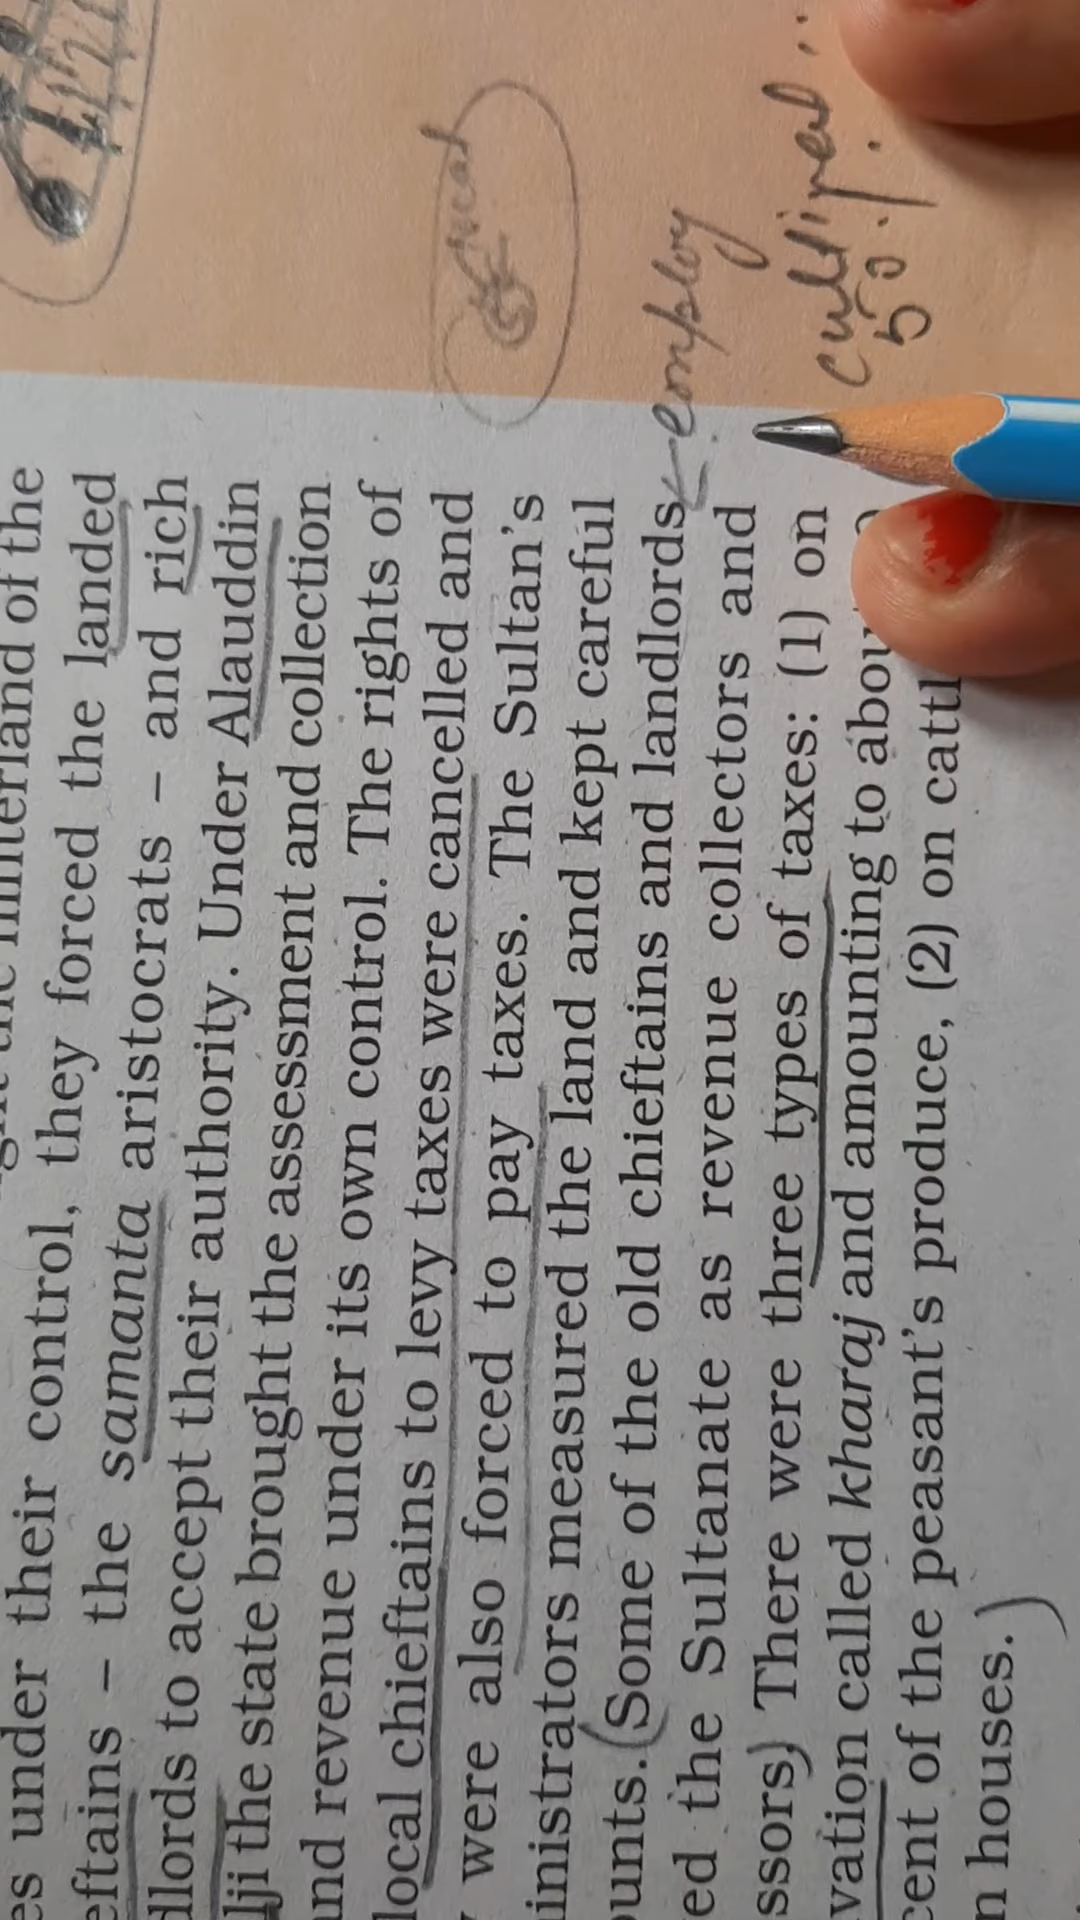 the hinterland of the
es under their control, they forced the landed
eftains – the samanta aristocrats – and rich
dlords to accept their authority. Under Alauddin
lji the state brought the assessment and collection
nd revenue under its own control. The rights of
local chieftains to levy taxes were cancelled and
were also forced to pay taxes. The Sultan's
inistrators measured the land and kept careful
unts. (Some of the old chieftains and landlords
ed the Sultanate as revenue collectors and
ssors) There were three types of taxes: (1) on
vation called kharaj and amounting to abou
cent of the peasant's produce, (2) on cattl
n houses.)
employ
50